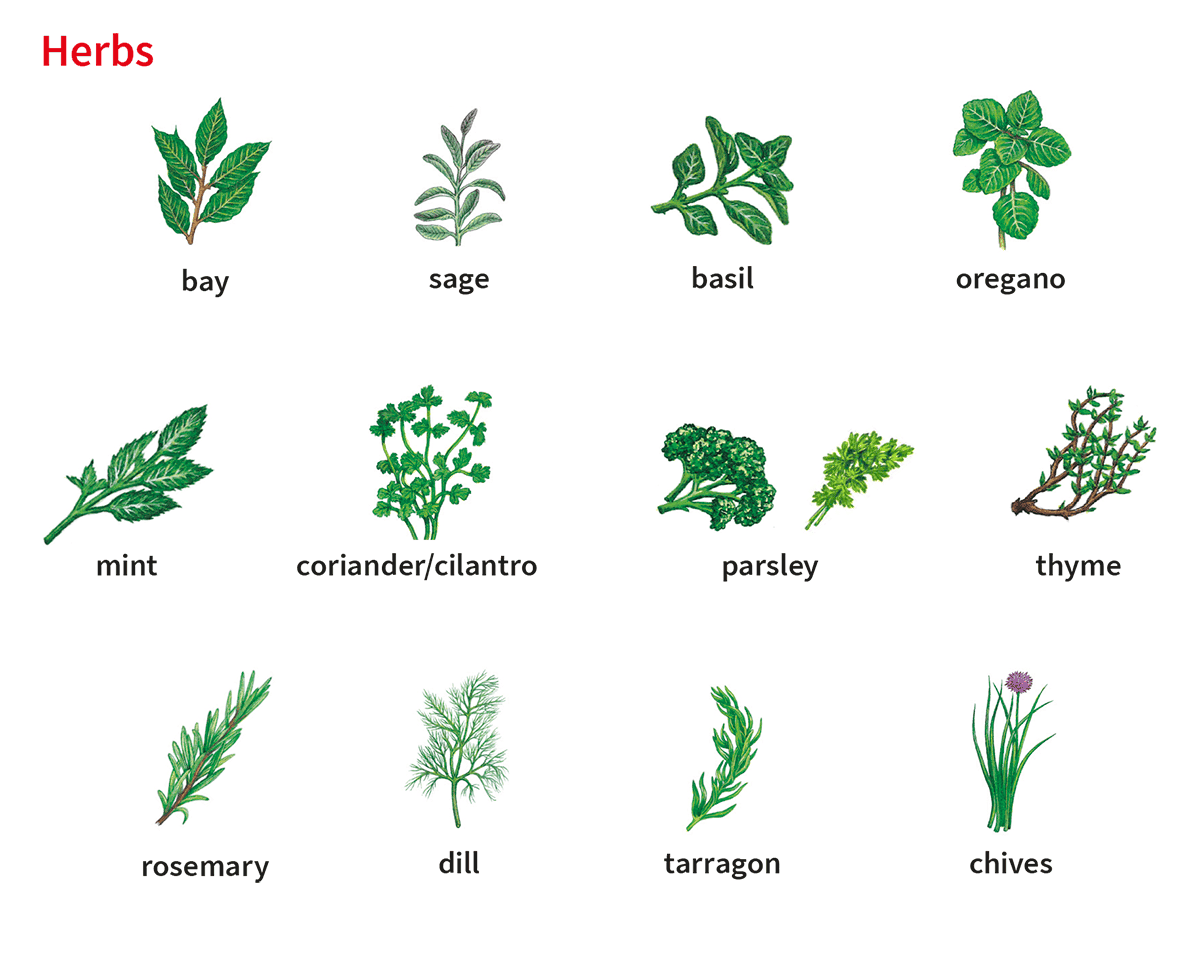 Herbs
bay
sage
basil
oregano
mint
coriander/cilantro
parsley
thyme
rosemary
dill
tarragon
chives